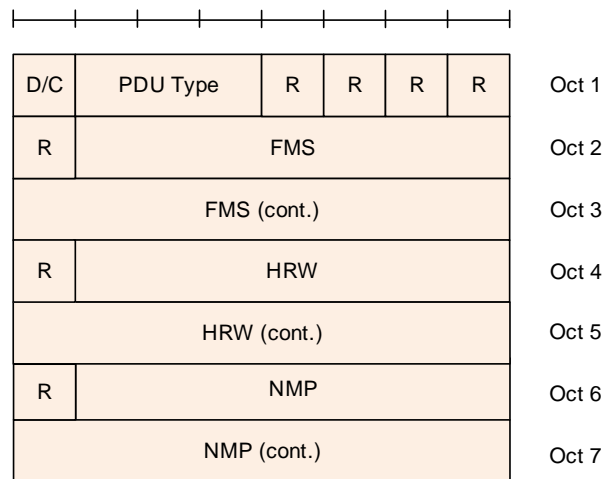 D/C PDU Type R R R R Oct 1
R FMS Oct 2
FMS (cont.) Oct 3
R HRW Oct 4
HRW (cont.) Oct 5
R NMP Oct 6
NMP (cont.) Oct 7